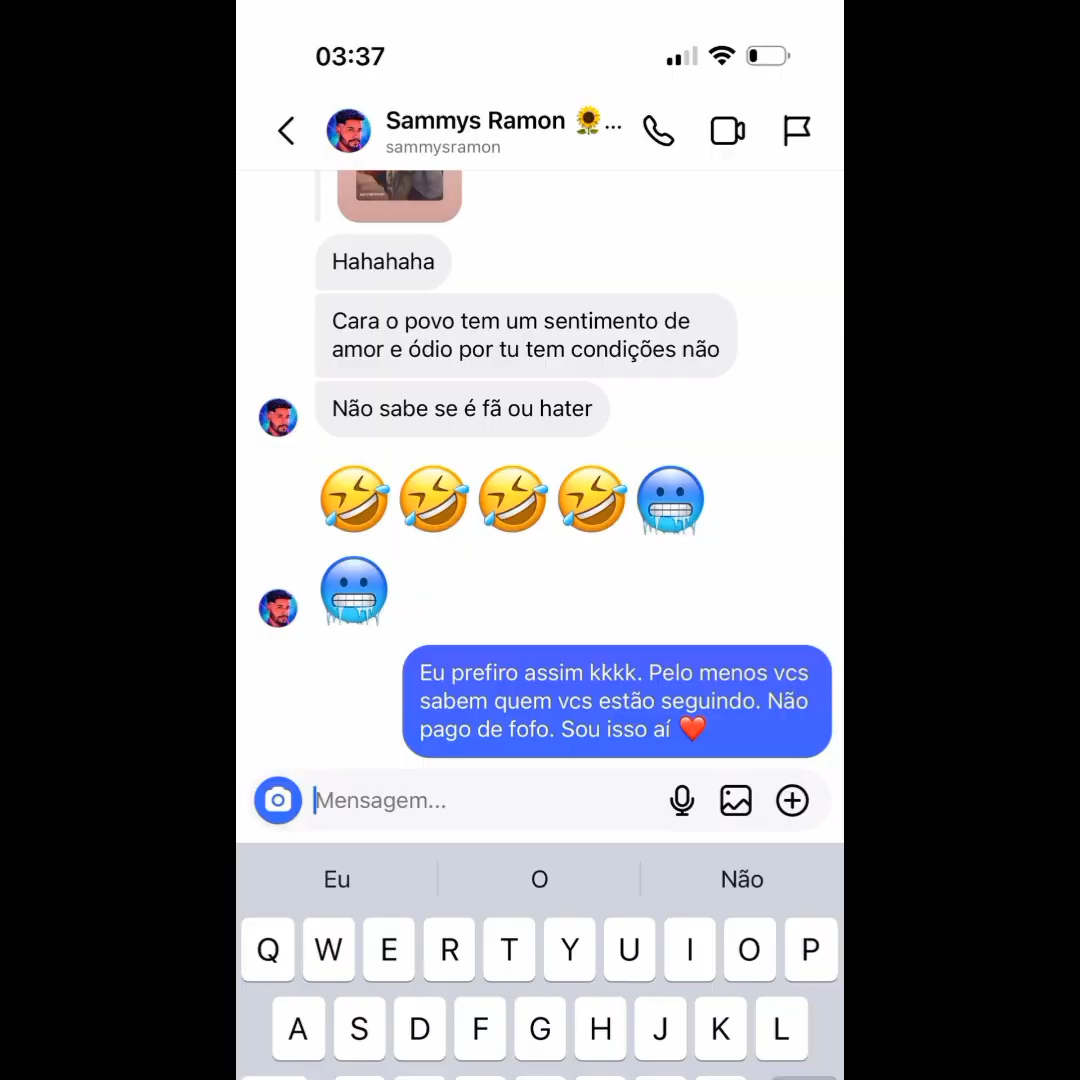 03:37
Sammys Ramon 🌻...
sammysramon
Hahahaha
Cara o povo tem um sentimento de
amor e ódio por tu tem condições não
Não sabe se é fã ou hater
🤣🤣🤣🤣🥶
🥶
Eu prefiro assim kkkk. Pelo menos vcs
sabem quem vcs estão seguindo. Não
pago de fofo. Sou isso aí ❤️
Mensagem...
Eu O Não
Q W E R T Y U I O P
A S D F G H J K L